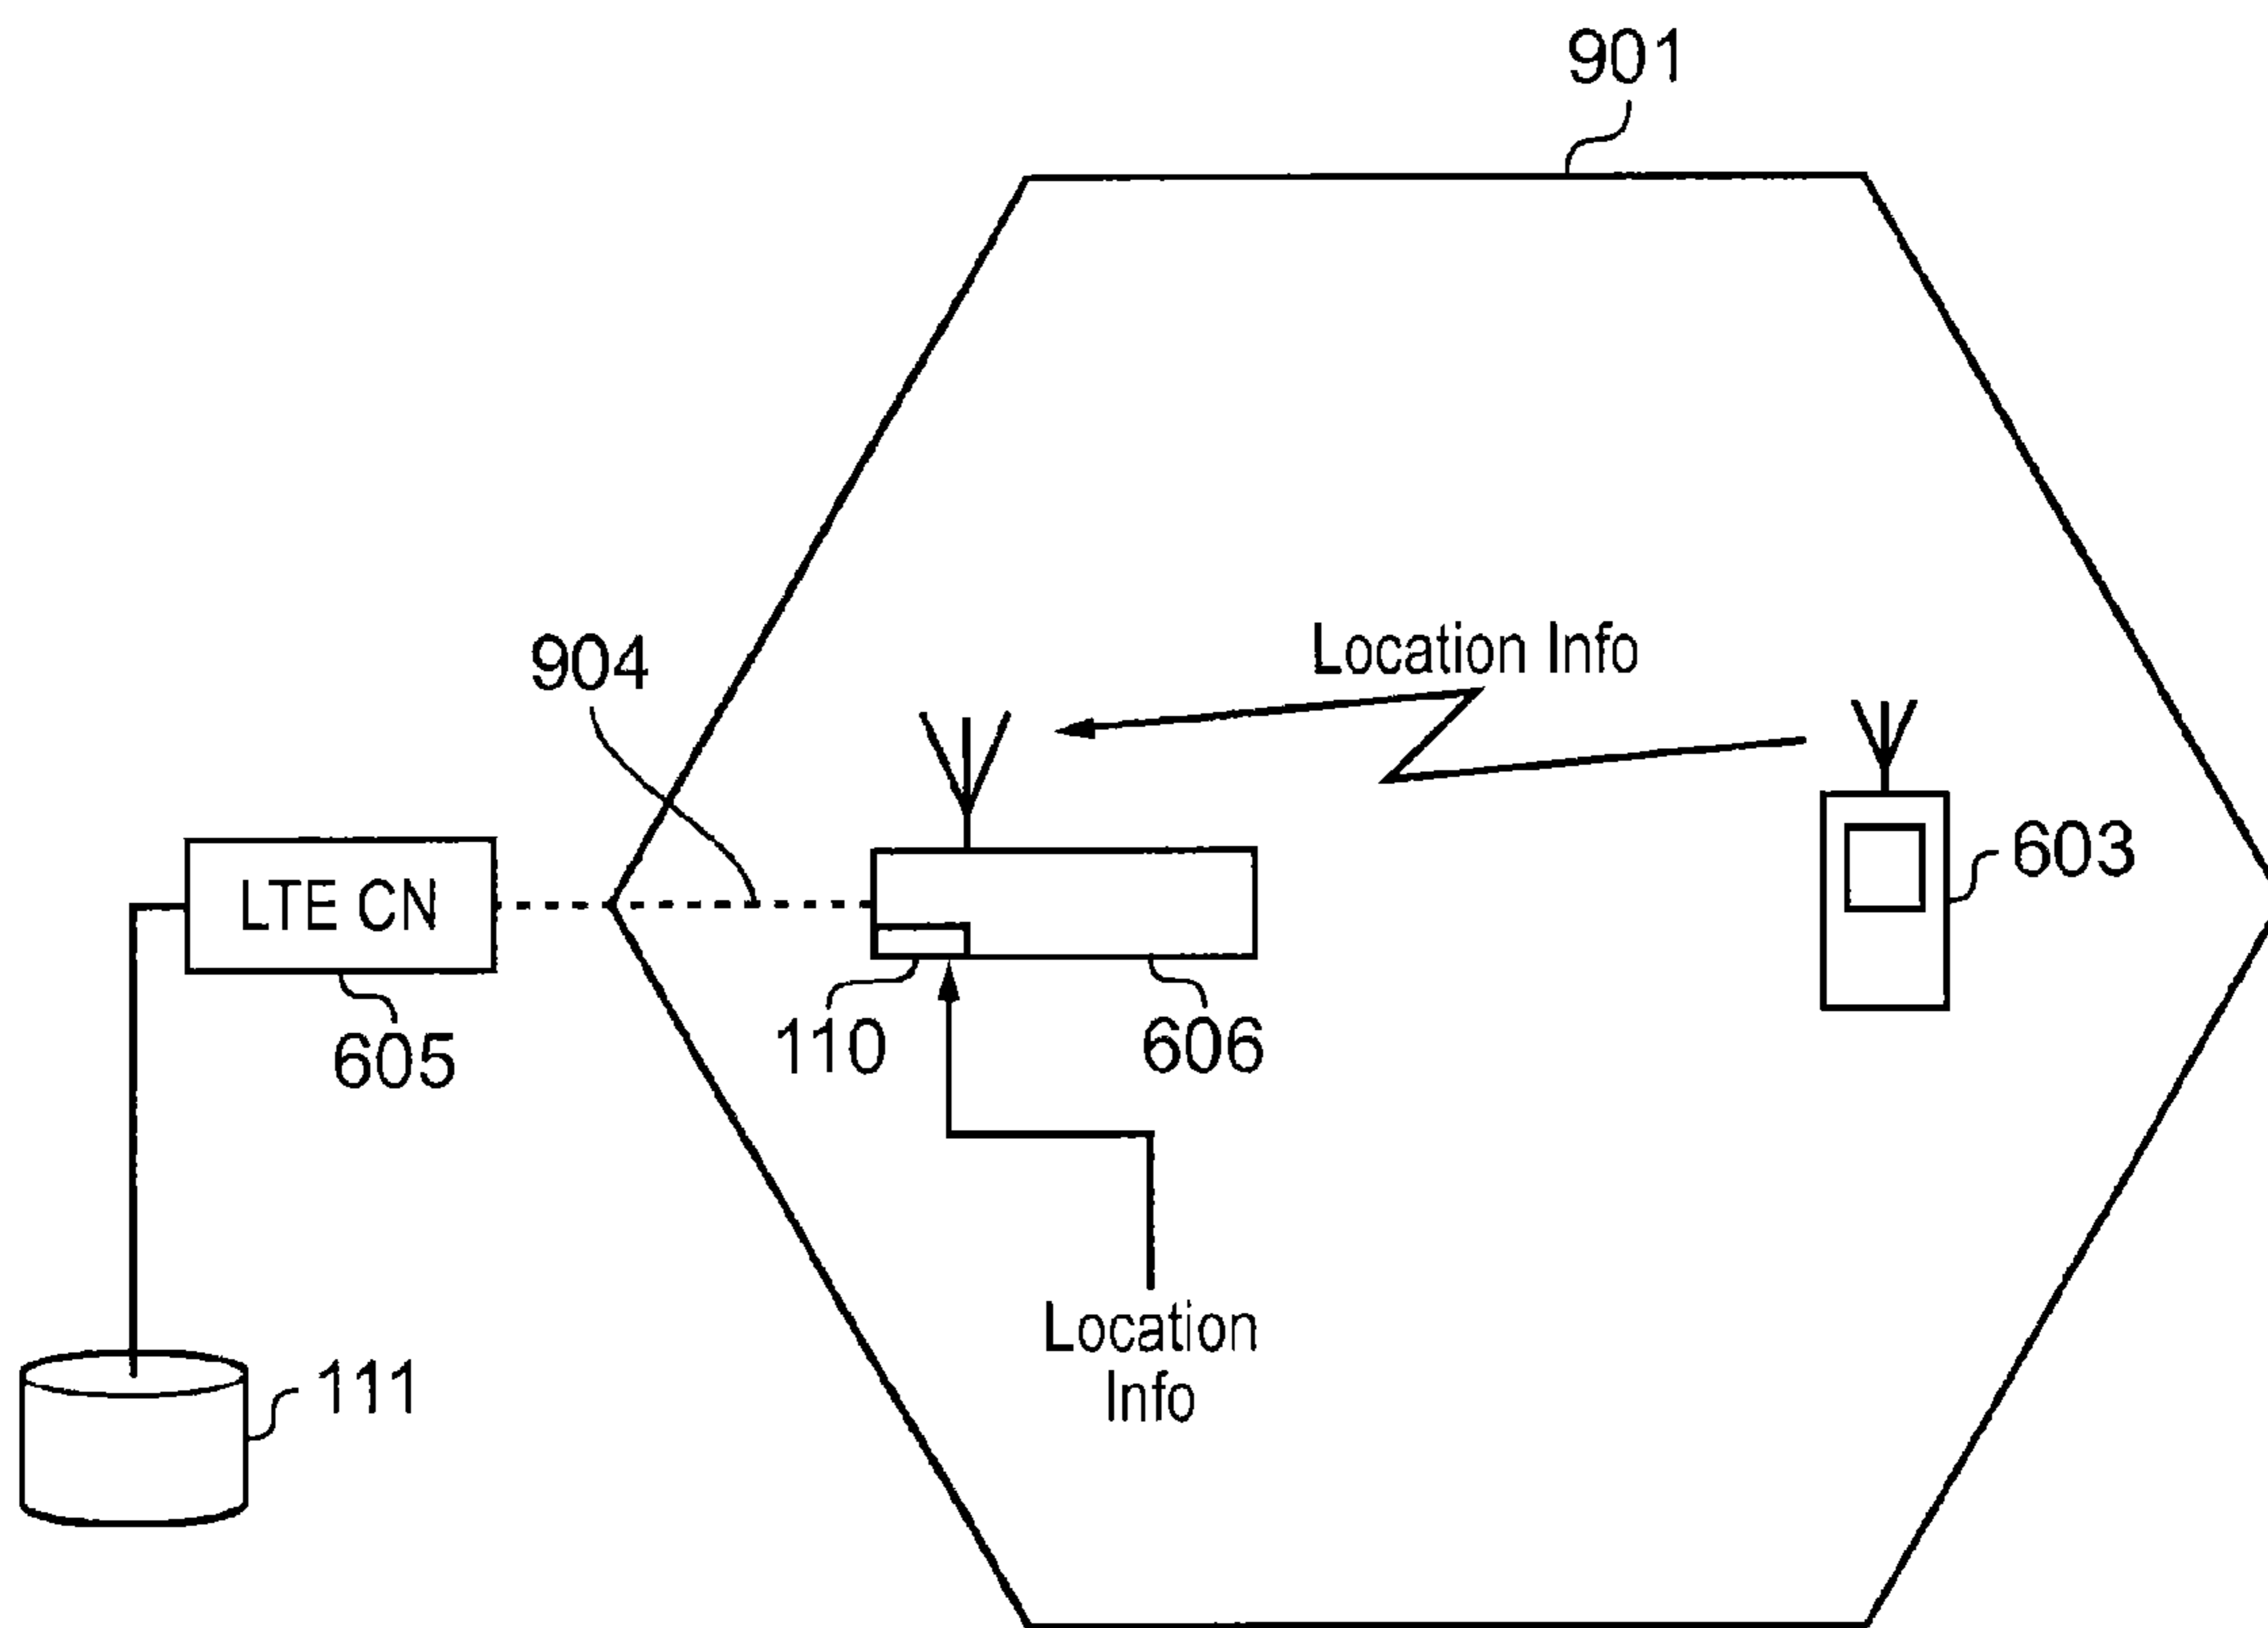 901
904
Location Info
603
LTE CN
605
110
606
Location
Info
111